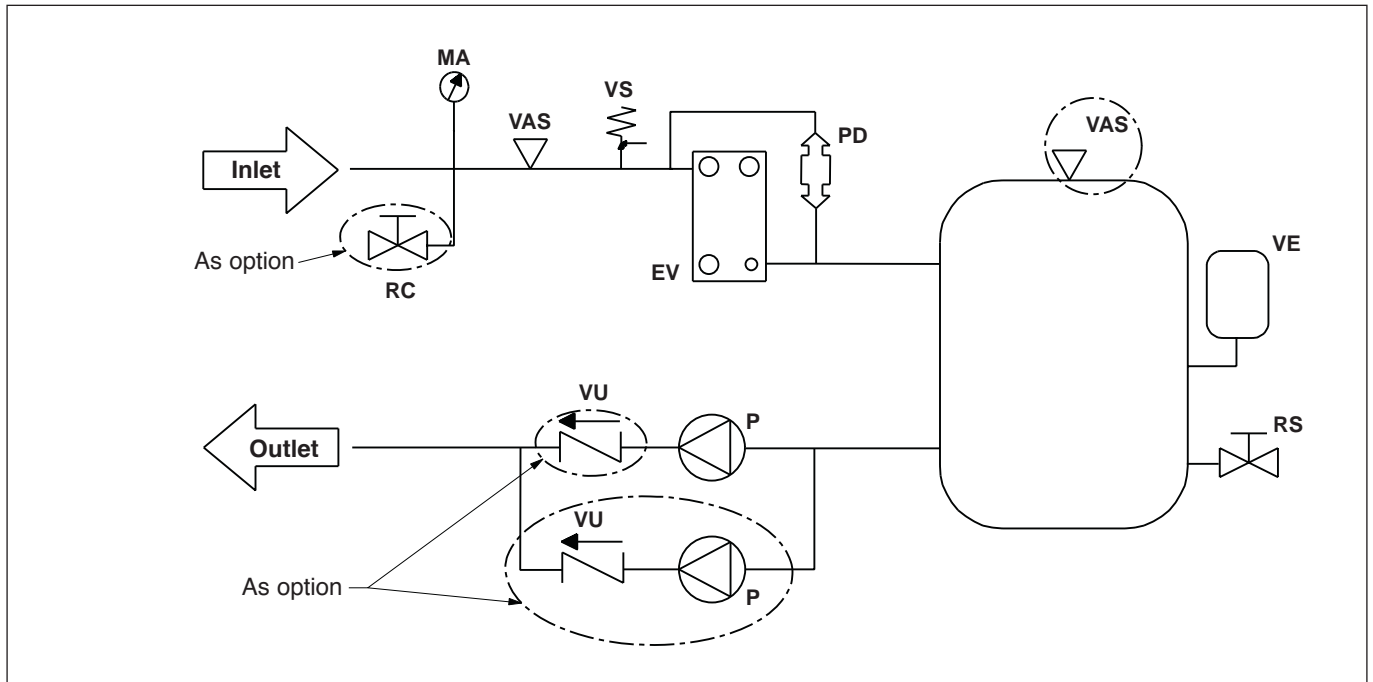 MA
VS
VAS
PD
VAS
Inlet
As option
RC
EV
VE
VU
P
RS
Outlet
VU
As option
P